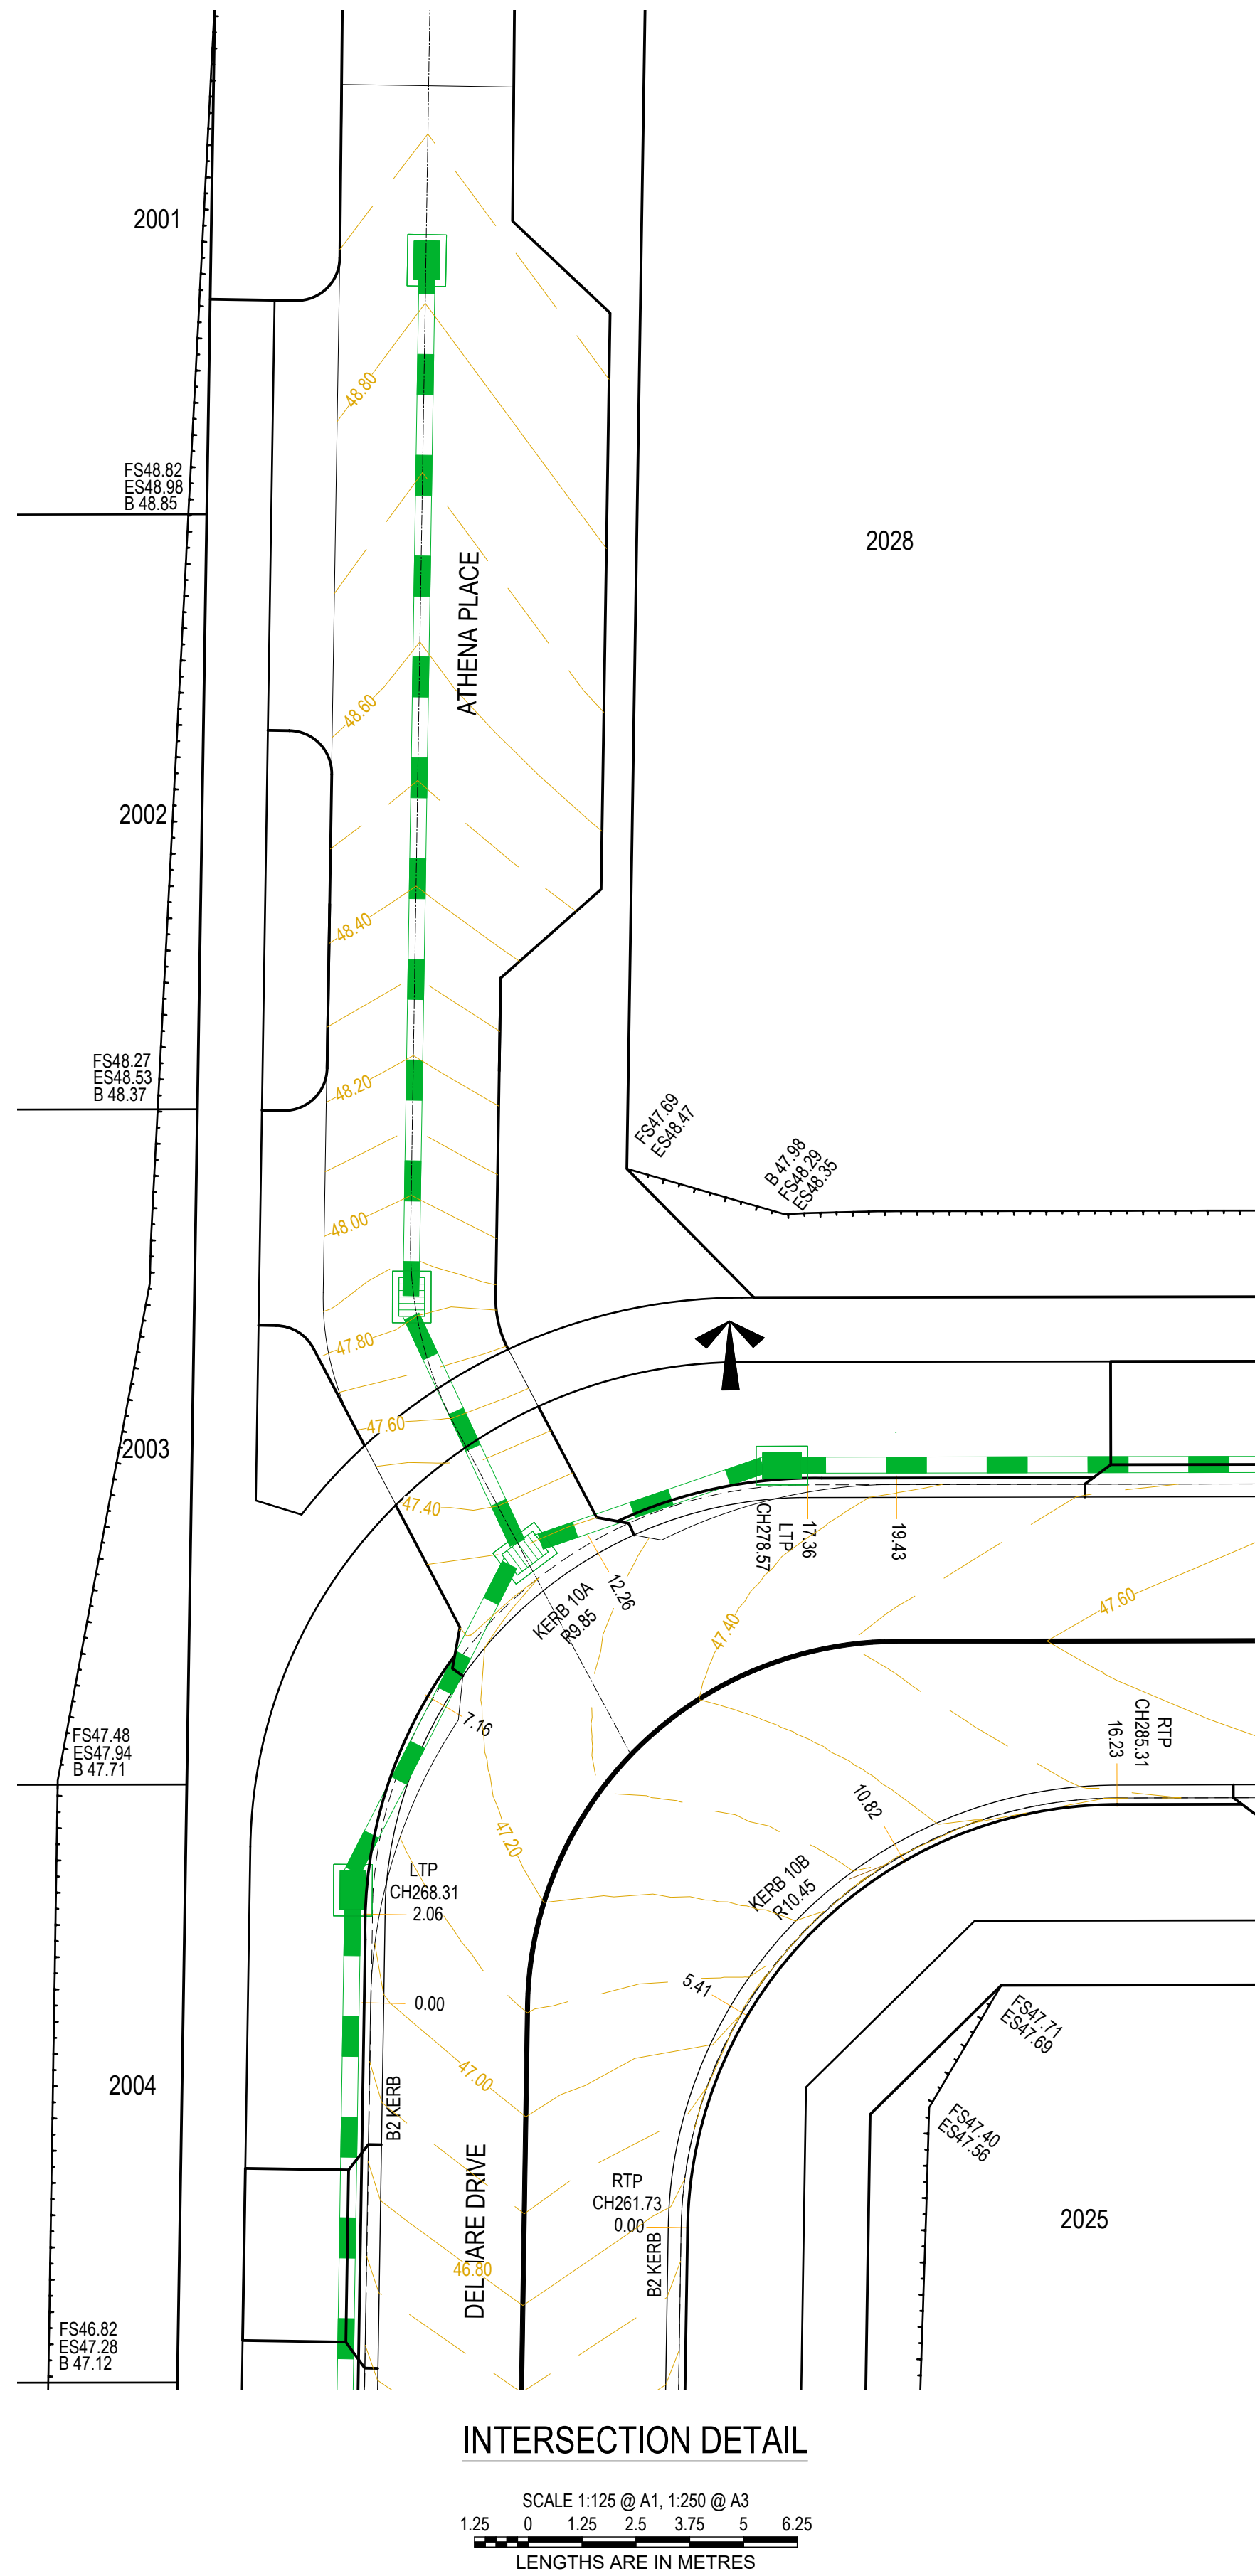 2001
48.80
FS48.82
ES48.98
B 48.85
2028
ATHENA PLACE
48.60
2002
48.40
FS48.27
ES48.53
B 48.37
48.20
FS47.69
ES48.47
B 47.98
FS48.29
ES48.35
48.00
47.80
47.60
2003
47.40
CH278.57
LTP
17.36
19.43
12.26
KERB 10A
R9.85
47.40
47.60
7.16
FS47.48
ES47.94
B 47.71
RTP
CH285.31
16.23
10.82
47.20
LTP
CH268.31
2.06
KERB 10B
R10.45
0.00
5.41
47.00
FS47.71
ES47.69
2004
B2 KERB
FS47.40
ES47.56
DEL ARE DRIVE
RTP
CH261.73
0.00
B2 KERB
2025
46.80
FS46.82
ES47.28
B 47.12
INTERSECTION DETAIL
SCALE 1:125 @ A1, 1:250 @ A3
1.25 0 1.25 2.5 3.75 5 6.25
LENGTHS ARE IN METRES